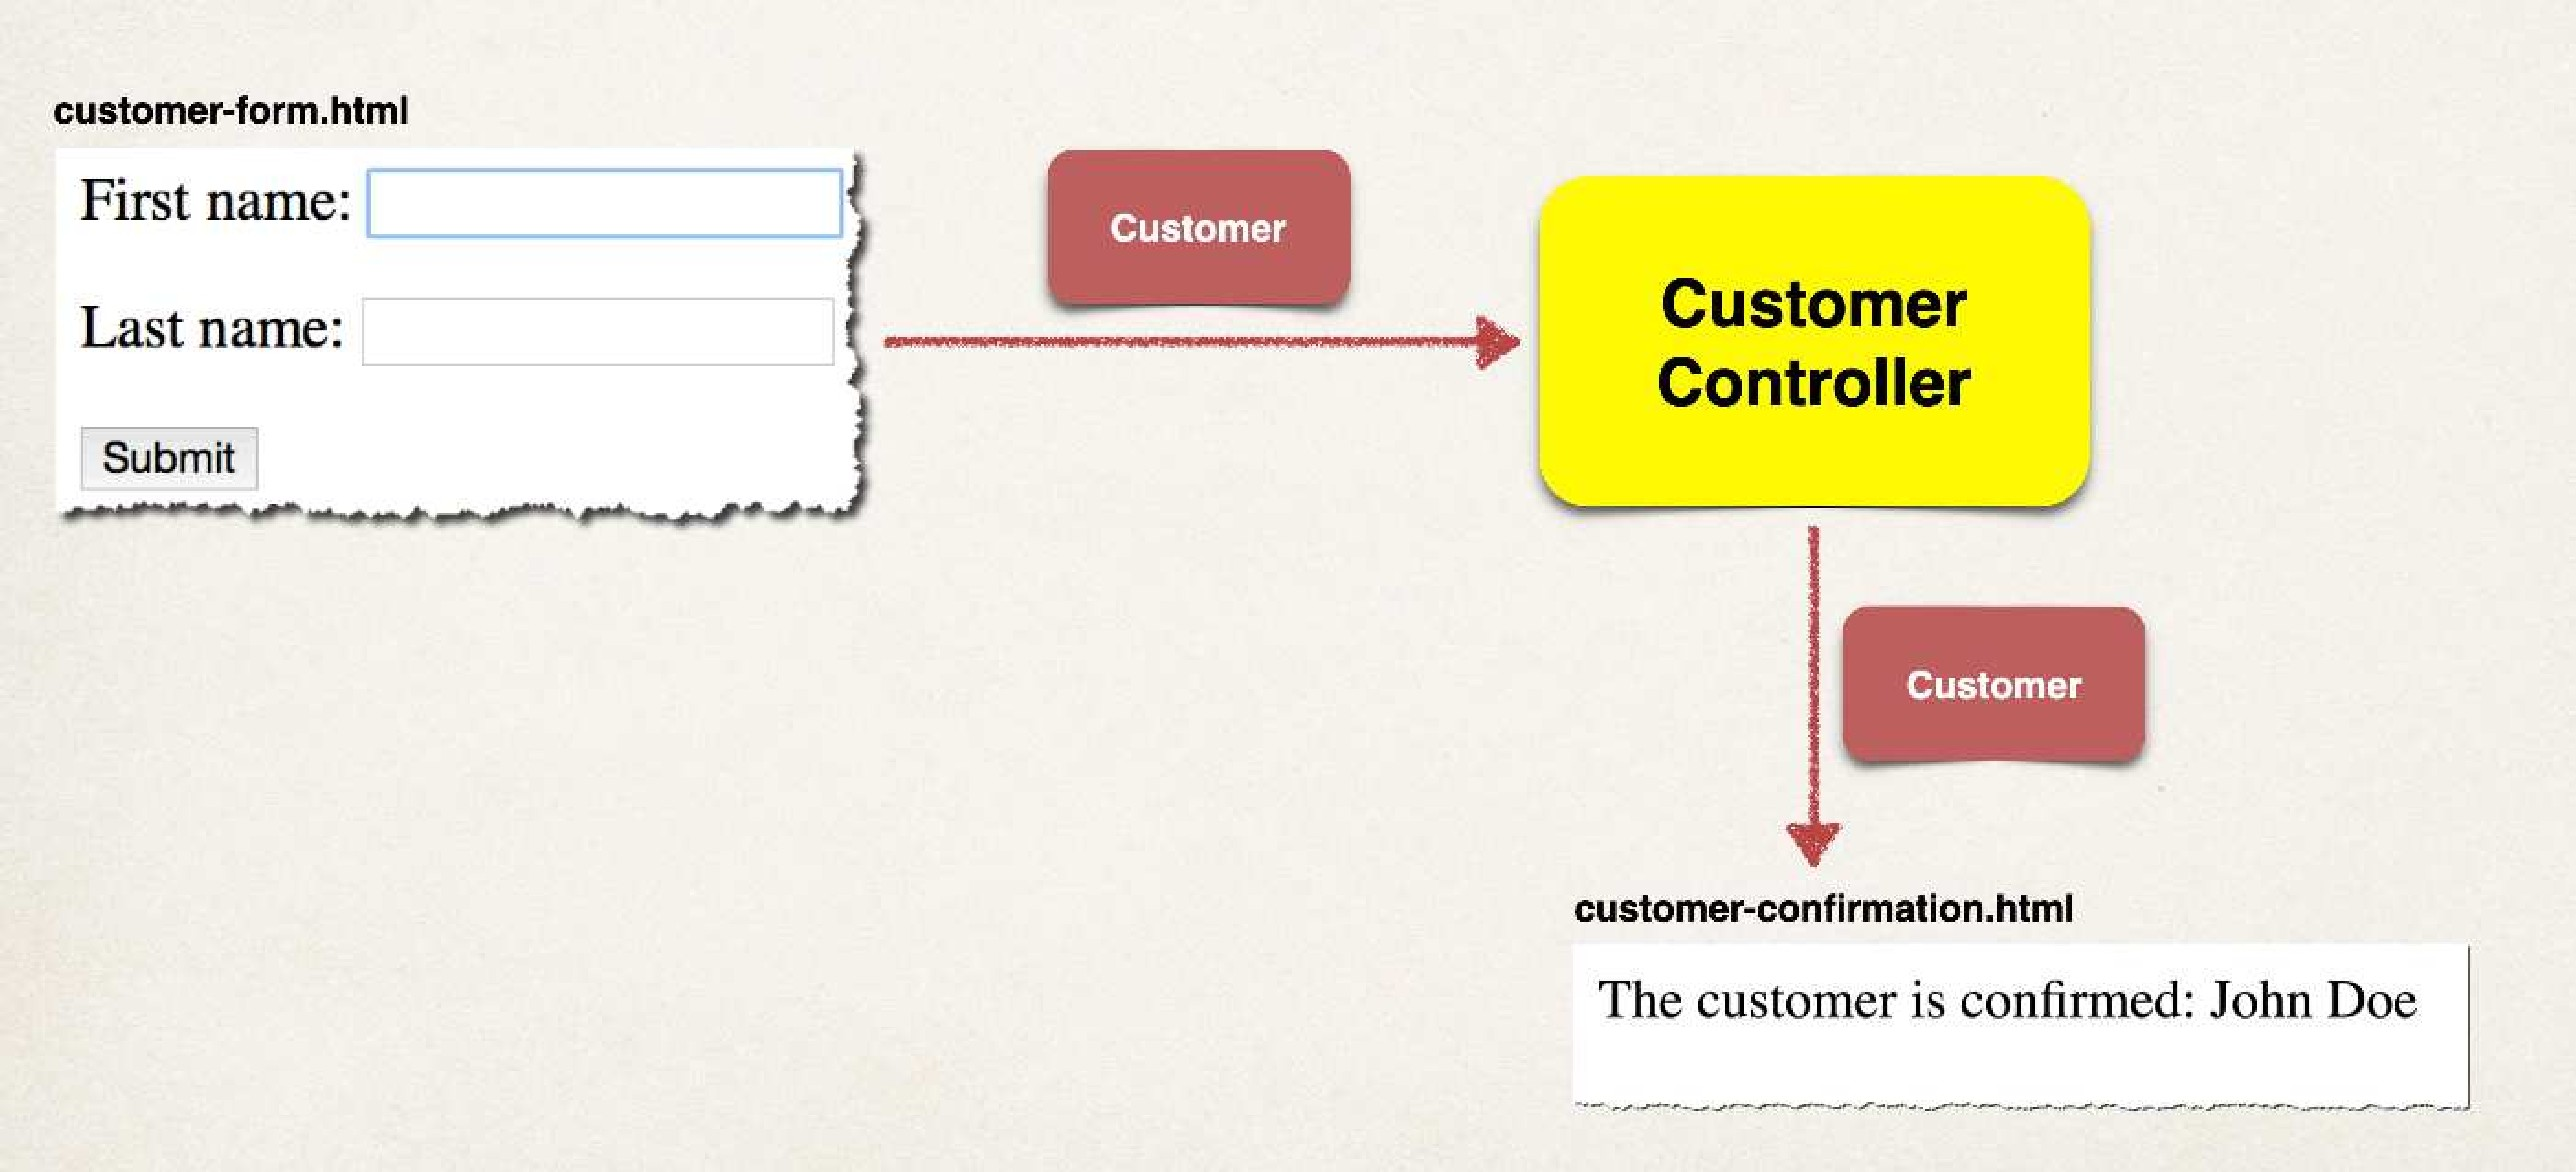 customer-form.html
First name:
Last name:
Submit
Customer
Customer
Controller
Customer
customer-confirmation.html
The customer is confirmed: John Doe